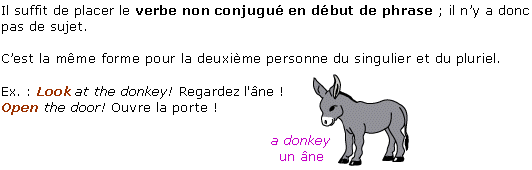 Il suffit de placer le verbe non conjugué en début de phrase ; il n'y a donc
pas de sujet.
C'est la même forme pour la deuxième personne du singulier et du pluriel.
Ex. : Look at the donkey! Regardez l'âne !
Open the door! Ouvre la porte !
a donkey
un âne